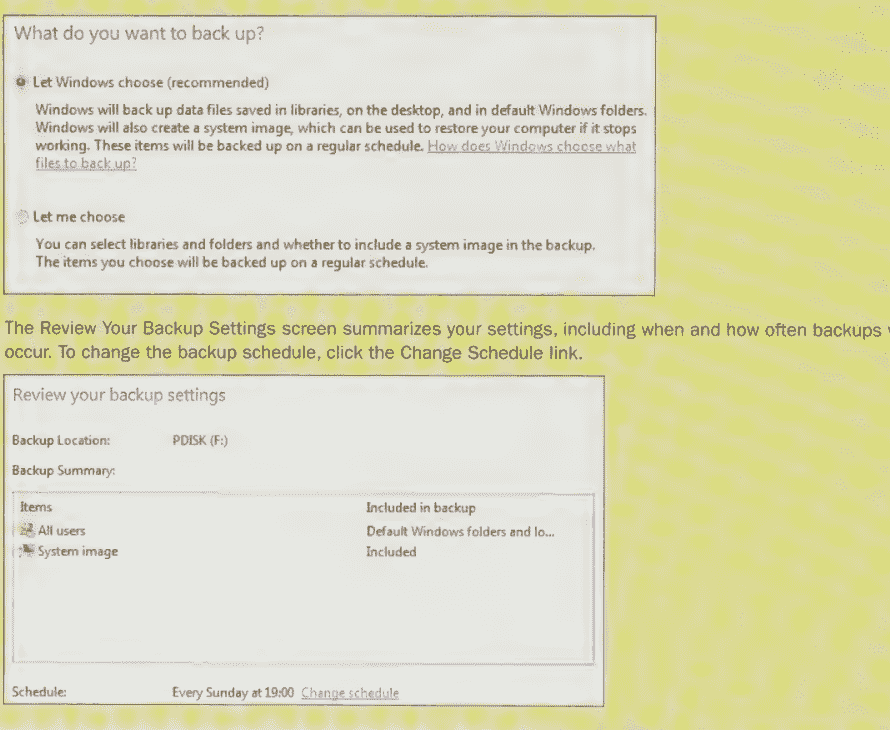 What do you want to back up?
Let Windows choose (recommended)
Windows will back up data files saved in libraries, on the desktop, and in default Windows folders.
Windows will also create a system image, which can be used to restore your computer if it stops
working. These items will be backed up on a regular schedule. How does Windows choose what
files to back up?
Let me choose
You can select libraries and folders and whether to include a system image in the backup.
The items you choose will be backed up on a regular schedule.
The Review Your Backup Settings screen summarizes your settings, including when and how often backups
occur. To change the backup schedule, click the Change Schedule link.
Review your backup settings
Backup Location: PDISK (F:)
Backup Summary:
Items Included in backup
All users Default Windows folders and lo...
System image Included
Schedule: Every Sunday at 19:00 Change schedule